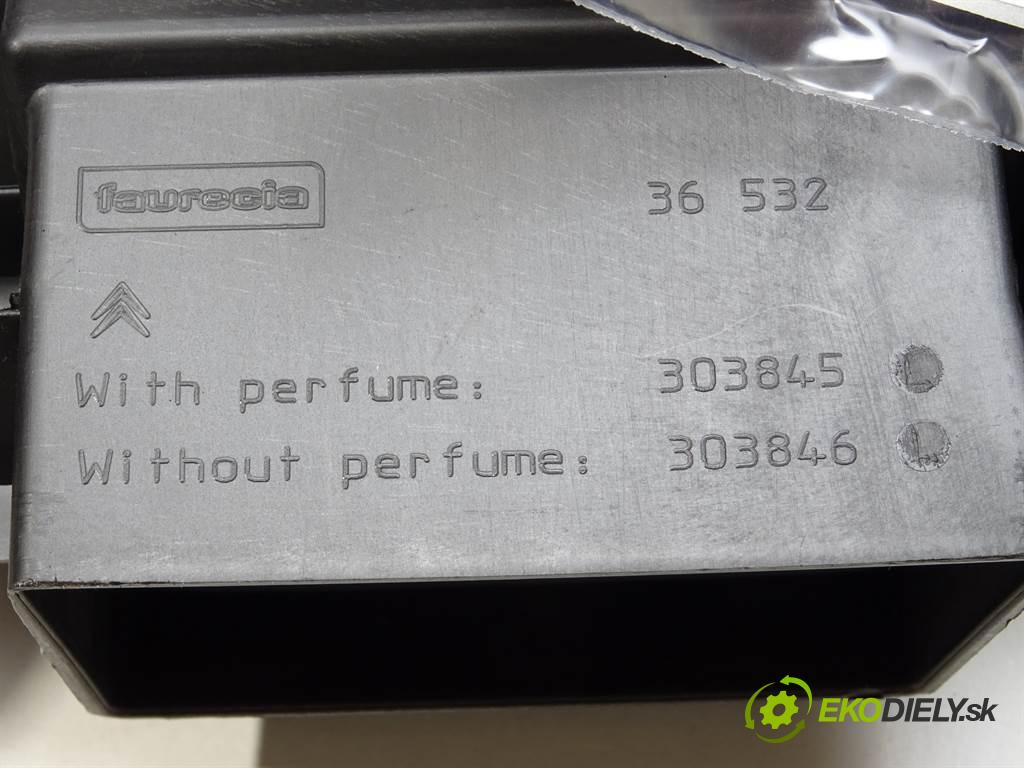 faurecia 36 532
With perfume: 303845 L
Without perfume: 303846 L
EKODIELY.sk